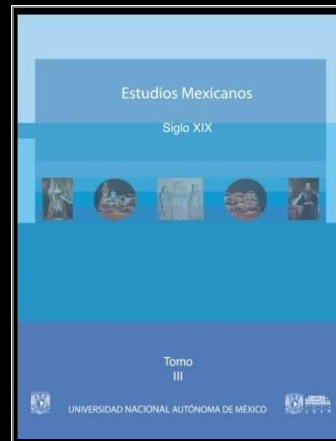 Estudios Mexicanos
Siglo XIX
Tomo
III
UNIVERSIDAD NACIONAL AUTÓNOMA DE MÉXICO